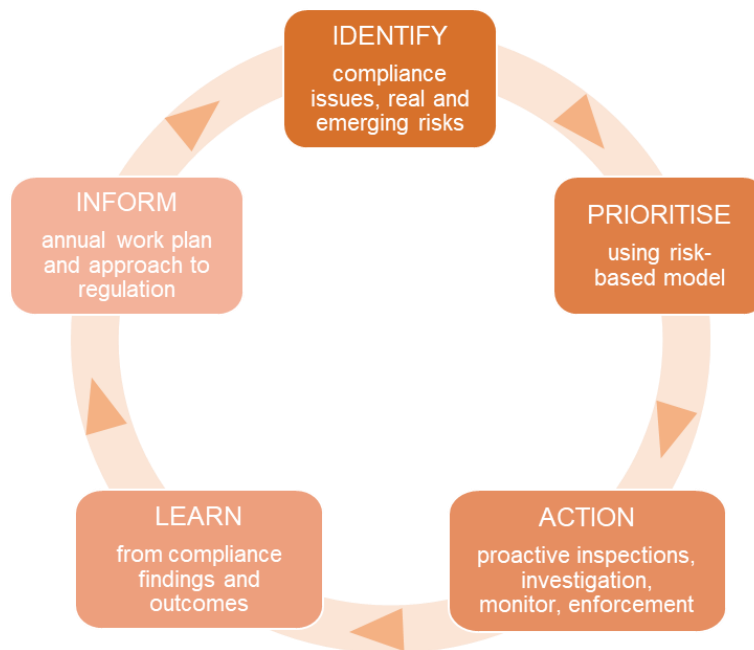 IDENTIFY
compliance
issues, real and
emerging risks
PRIORITISE
using risk-
based model
ACTION
proactive inspections,
investigation,
monitor, enforcement
LEARN
from compliance
findings and
outcomes
INFORM
annual work plan
and approach to
regulation